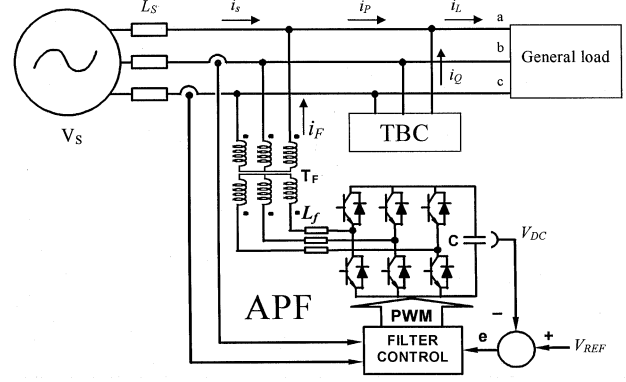 L_S
i_s
i_P
i_L
a
b
c
General load
i_Q
V_S
i_F
TBC
T_F
L_f
C
V_DC
APF
PWM
−
+
e
V_REF
FILTER
CONTROL